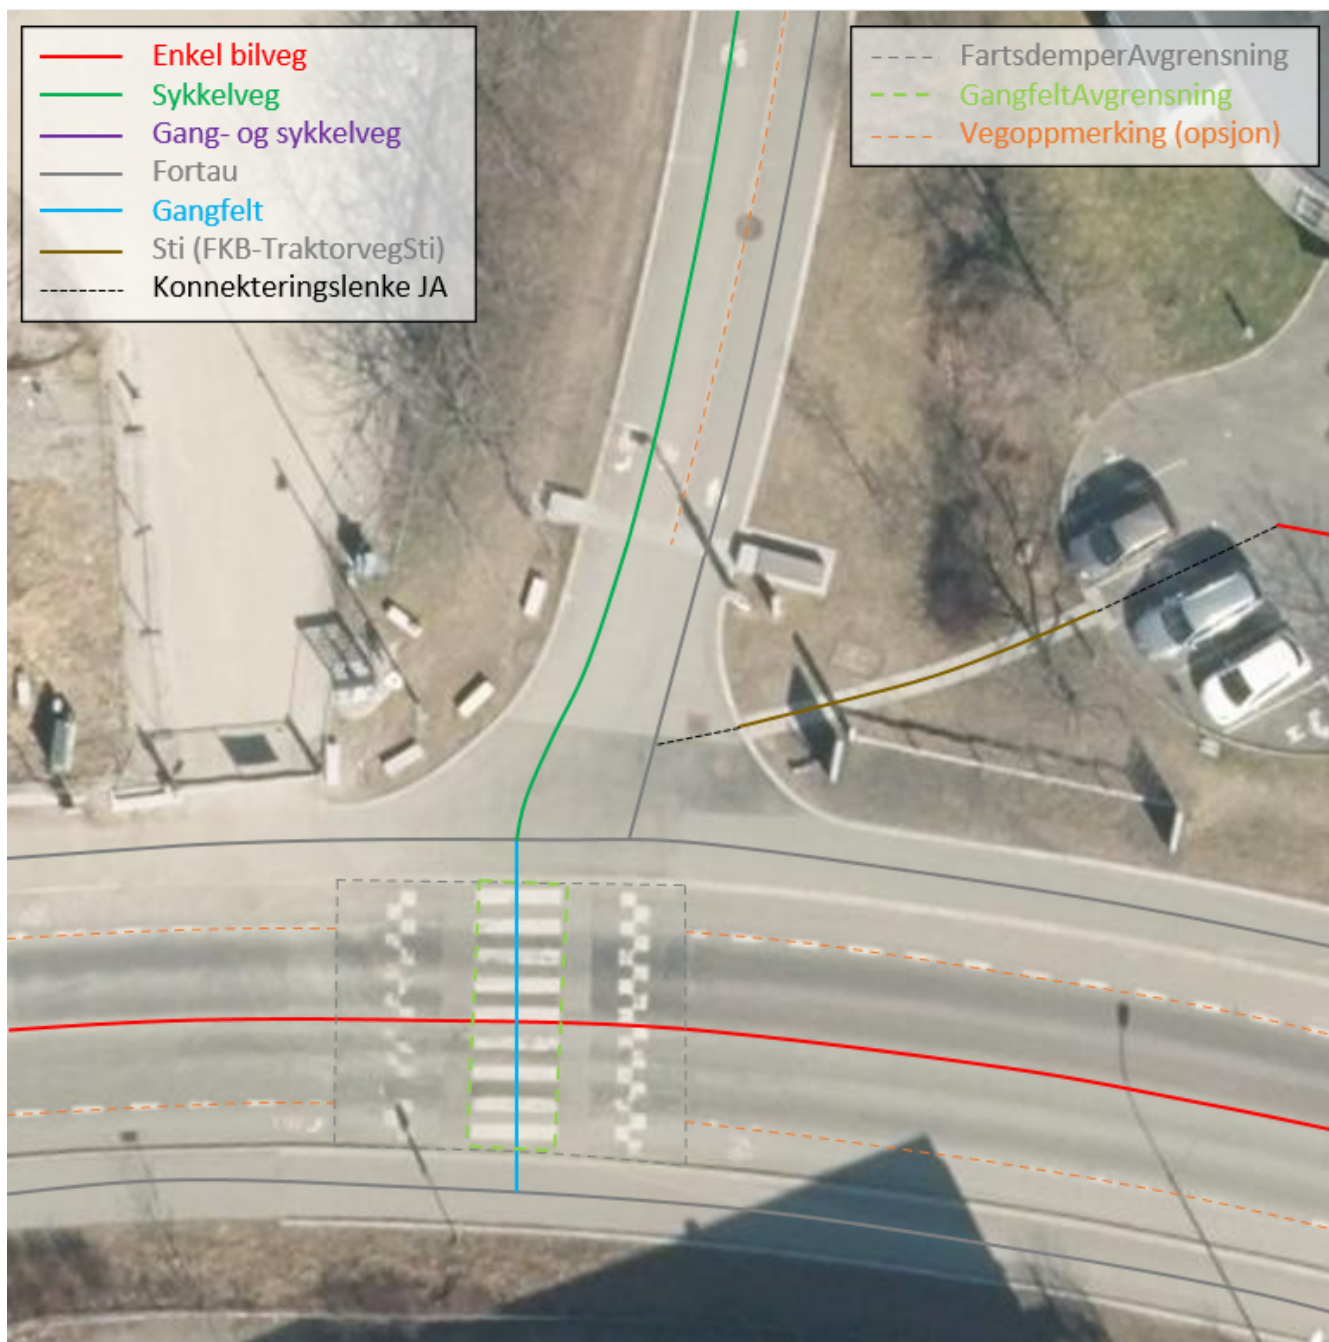 Enkel bilveg
Sykkelveg
Gang- og sykkelveg
Fortau
Gangfelt
Sti (FKB-TraktorvegSti)
Konnekteringslenke JA
FartsdemperAvgrensning
GangfeltAvgrensning
Vegoppmerking (opsjon)